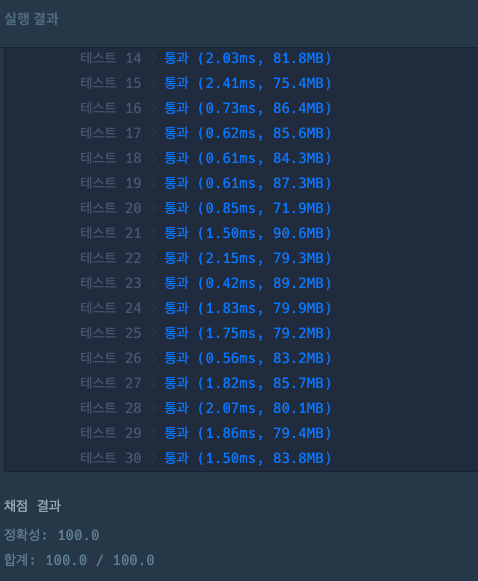 실행 결과
테스트 14 > 통과 (2.03ms, 81.8MB)
테스트 15 > 통과 (2.41ms, 75.4MB)
테스트 16 > 통과 (0.73ms, 86.4MB)
테스트 17 > 통과 (0.62ms, 85.6MB)
테스트 18 > 통과 (0.61ms, 84.3MB)
테스트 19 > 통과 (0.61ms, 87.3MB)
테스트 20 > 통과 (0.85ms, 71.9MB)
테스트 21 > 통과 (1.50ms, 90.6MB)
테스트 22 > 통과 (2.15ms, 79.3MB)
테스트 23 > 통과 (0.42ms, 89.2MB)
테스트 24 > 통과 (1.83ms, 79.9MB)
테스트 25 > 통과 (1.75ms, 79.2MB)
테스트 26 > 통과 (0.56ms, 83.2MB)
테스트 27 > 통과 (1.82ms, 85.7MB)
테스트 28 > 통과 (2.07ms, 80.1MB)
테스트 29 > 통과 (1.86ms, 79.4MB)
테스트 30 > 통과 (1.50ms, 83.8MB)
채점 결과
정확성: 100.0
합계: 100.0 / 100.0